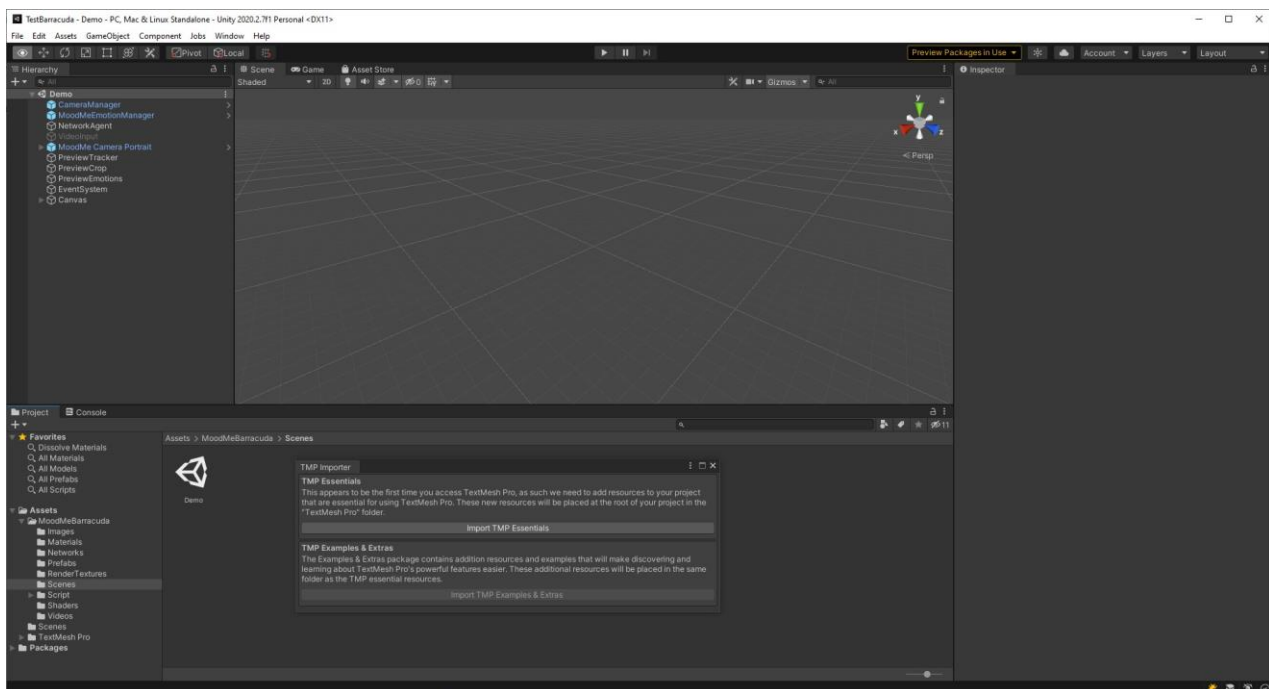 TestBarracuda - Demo - PC, Mac & Linux Standalone - Unity 2020.2.7f1 Personal <DX11>
File Edit Assets GameObject Component Jobs Window Help
Pivot Local
Preview Packages in Use
Account Layers Layout
Hierarchy
All
Demo
CameraManager
MoodMeEmotionManager
NetworkAgent
VideoInput
MoodMe Camera Portrait
PreviewTracker
PreviewCrop
PreviewEmotions
EventSystem
Canvas
Scene Game Asset Store
Shaded 2D 0 Gizmos All
y
x z
Persp
Inspector
Project Console
11
Favorites
Dissolve Materials
All Materials
All Models
All Prefabs
All Scripts
Assets
MoodMeBarracuda
Images
Materials
Networks
Prefabs
RenderTextures
Scenes
Script
Shaders
Videos
Scenes
TextMesh Pro
Packages
Assets > MoodMeBarracuda > Scenes
Demo
TMP Importer
TMP Essentials
This appears to be the first time you access TextMesh Pro, as such we need to add resources to your project
that are essential for using TextMesh Pro. These new resources will be placed at the root of your project in the
"TextMesh Pro" folder.
Import TMP Essentials
TMP Examples & Extras
The Examples & Extras package contains addition resources and examples that will make discovering and
learning about TextMesh Pro's powerful features easier. These additional resources will be placed in the same
folder as the TMP essential resources.
Import TMP Examples & Extras